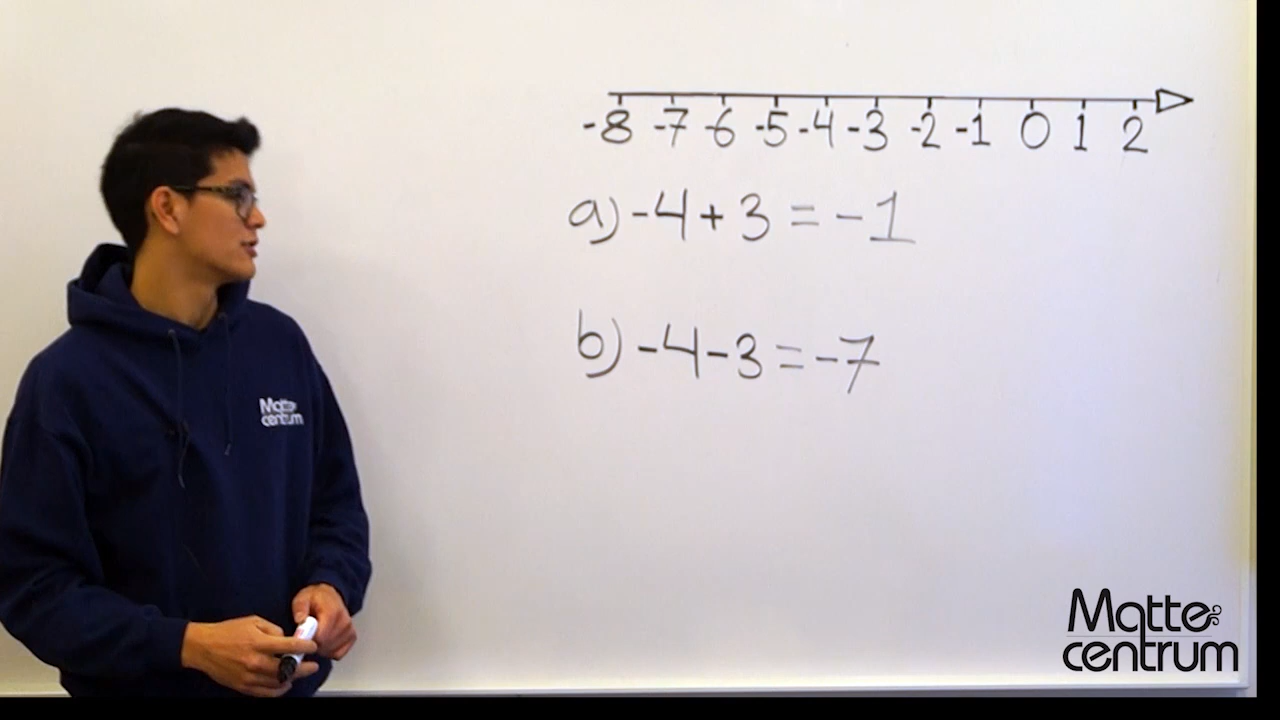 -8 -7 -6 -5 -4 -3 -2 -1 0 1 2
a) -4 + 3 = -1
b) -4 - 3 = -7
Matte
centrum
Matte
centrum